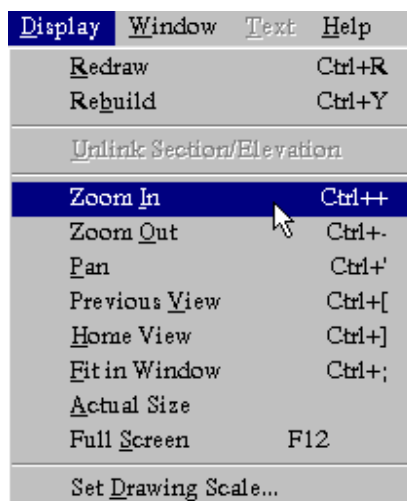 Display Window Text Help
Redraw Ctrl+R
Rebuild Ctrl+Y
Unlink Section/Elevation
Zoom In Ctrl++
Zoom Out Ctrl+-
Pan Ctrl+'
Previous View Ctrl+[
Home View Ctrl+]
Fit in Window Ctrl+;
Actual Size
Full Screen F12
Set Drawing Scale...